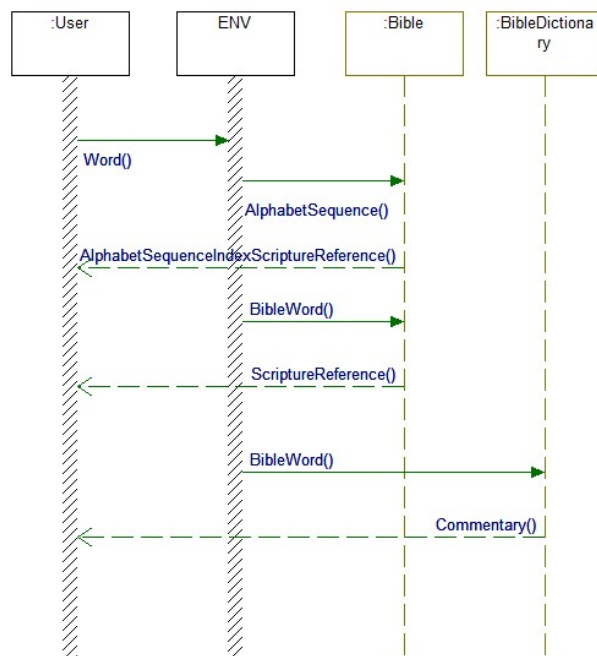 :User
ENV
:Bible
:BibleDictiona
ry
Word()
AlphabetSequence()
AlphabetSequenceIndexScriptureReference()
BibleWord()
ScriptureReference()
BibleWord()
Commentary()